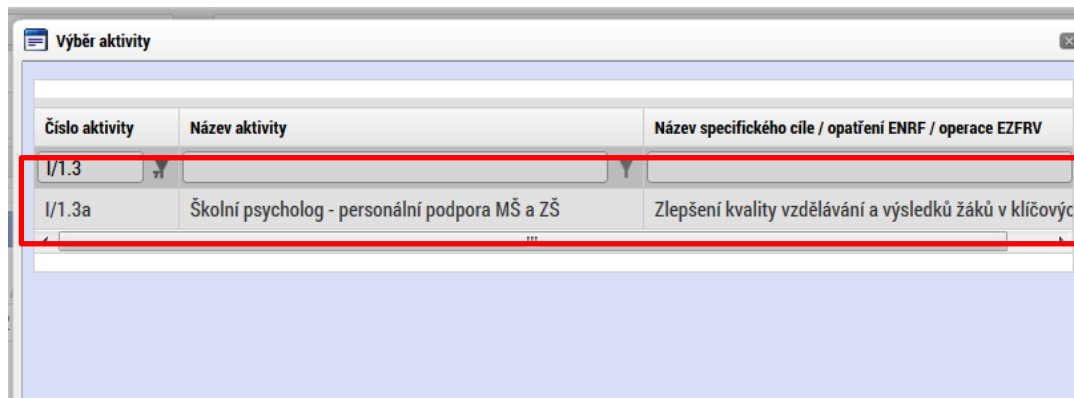 Výběr aktivity
Číslo aktivity Název aktivity Název specifického cíle / opatření ENRF / operace EZFRV
I/1.3
I/1.3a Školní psycholog - personální podpora MŠ a ZŠ Zlepšení kvality vzdělávání a výsledků žáků v